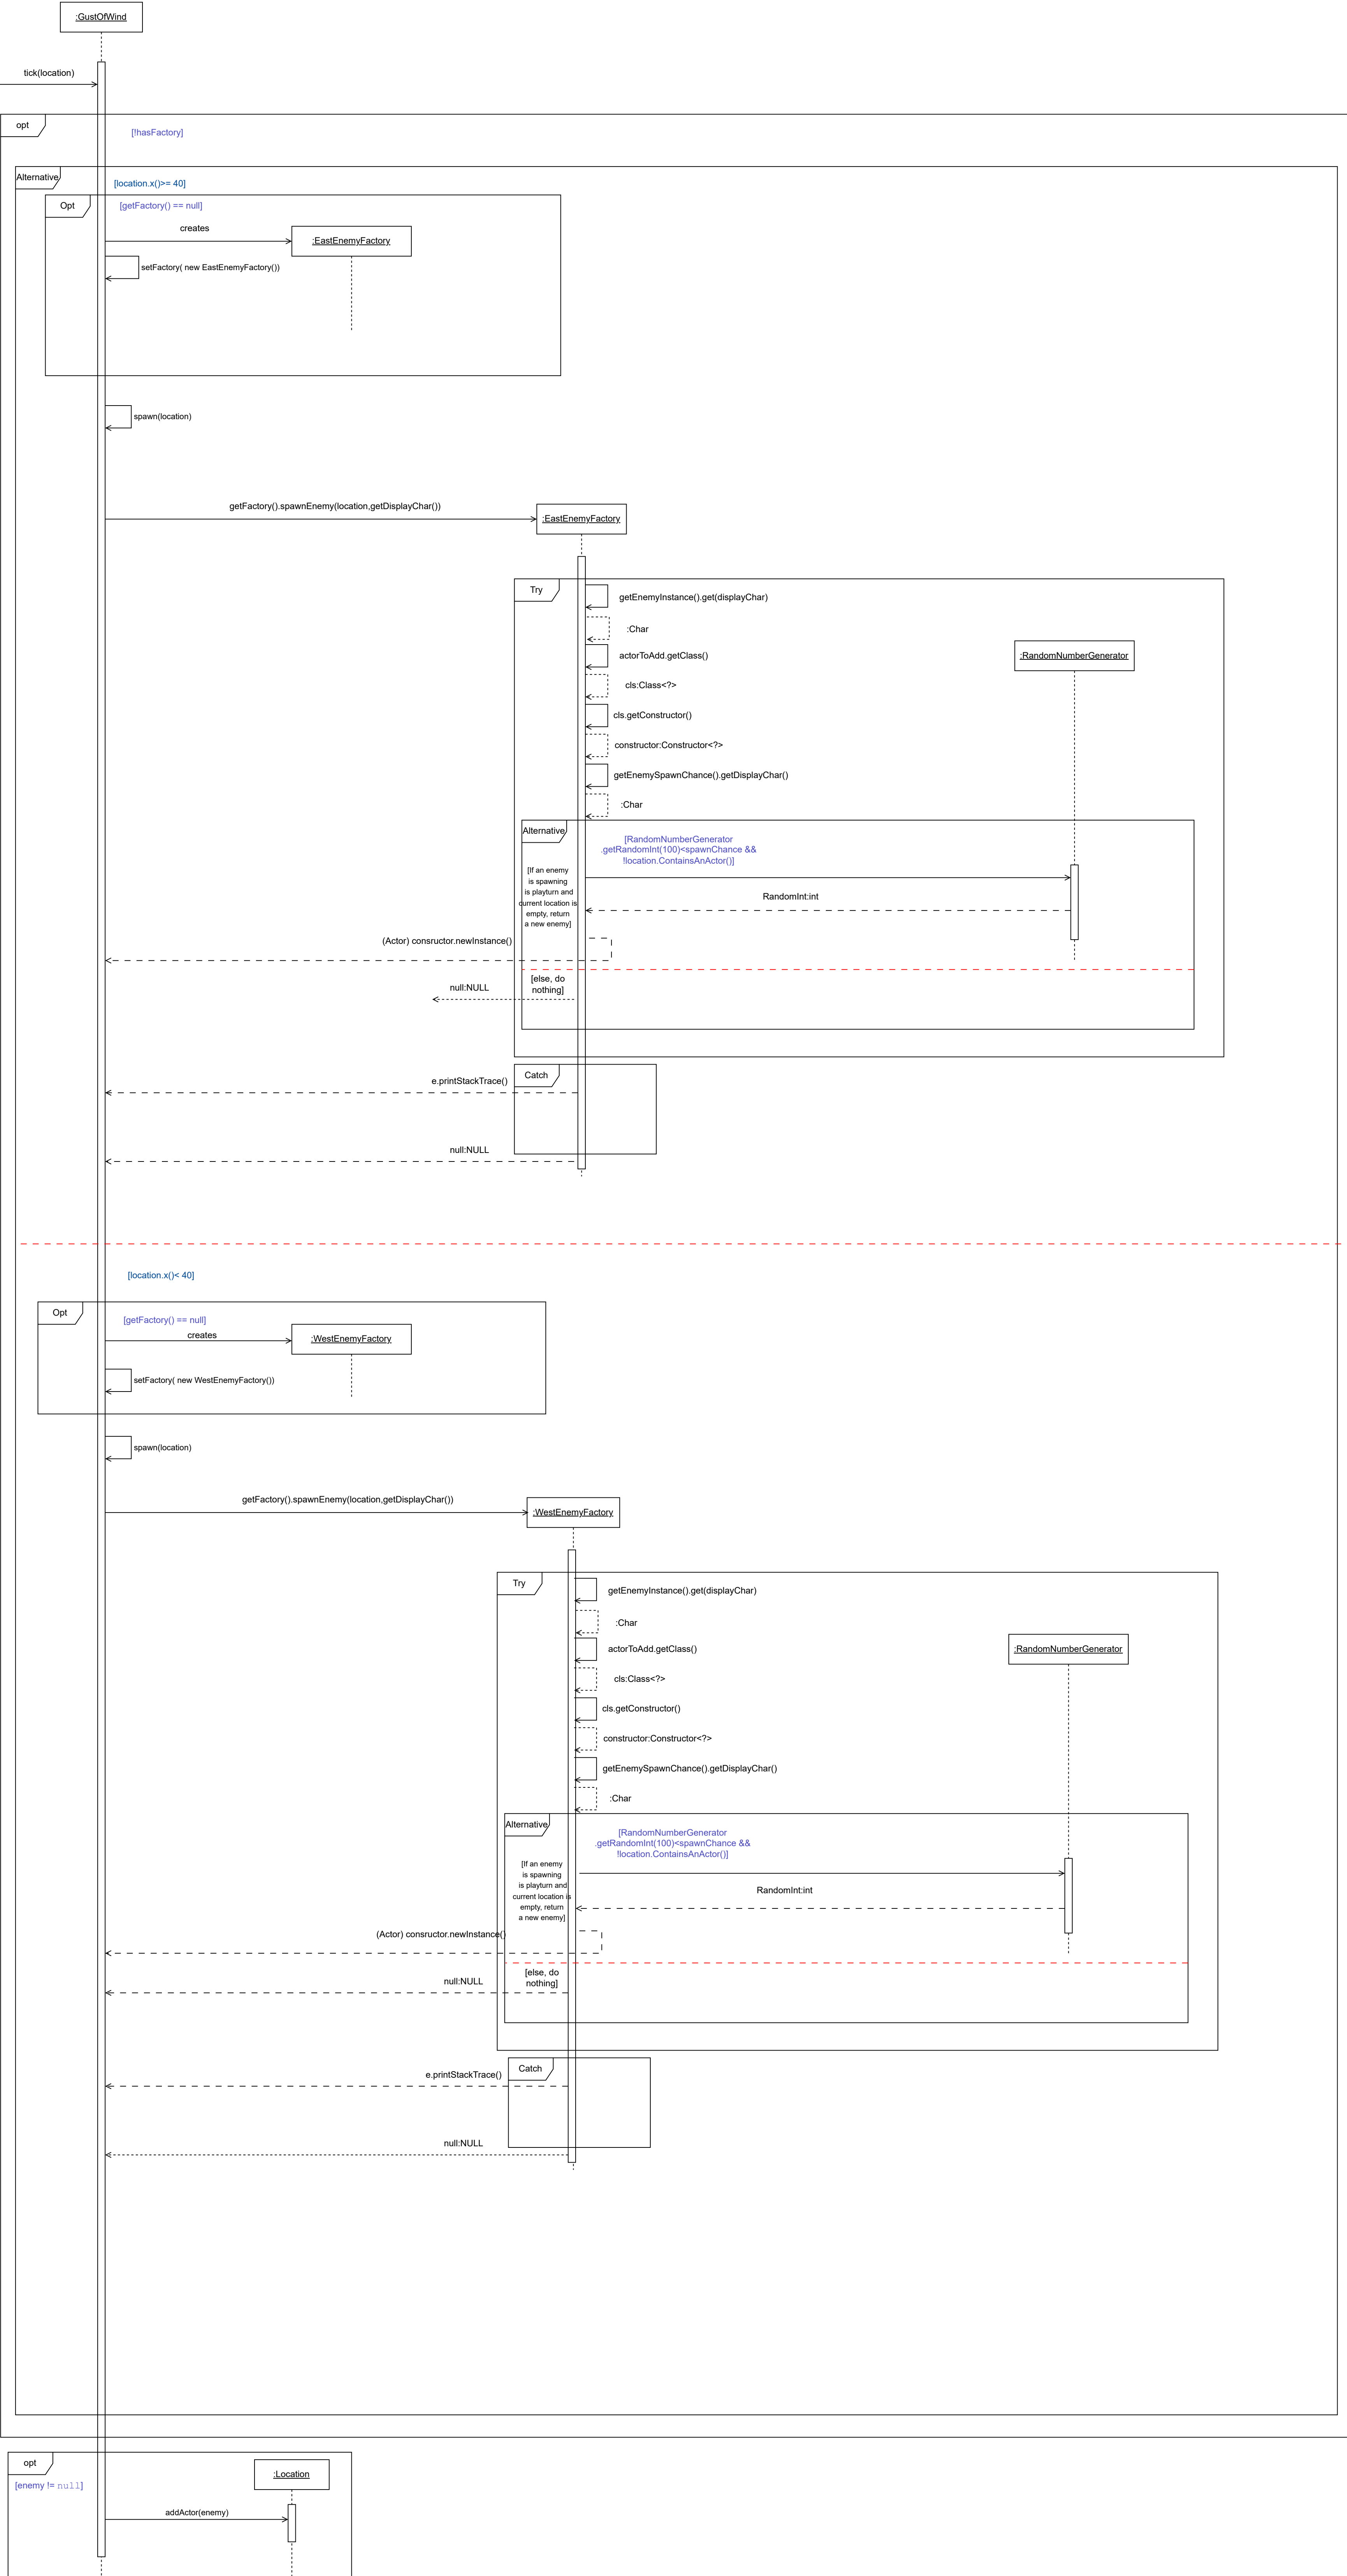 :GustOfWind
tick(location)
opt
[!hasFactory]
Alternative
[location.x()>= 40]
Opt
[getFactory() == null]
creates
:EastEnemyFactory
setFactory( new EastEnemyFactory())
spawn(location)
getFactory().spawnEnemy(location,getDisplayChar())
:EastEnemyFactory
Try
getEnemyInstance().get(displayChar)
:Char
actorToAdd.getClass()
:RandomNumberGenerator
cls:Class<?>
cls.getConstructor()
constructor:Constructor<?>
getEnemySpawnChance().getDisplayChar()
:Char
Alternative
[RandomNumberGenerator
.getRandomInt(100)<spawnChance &&
!location.ContainsAnActor()]
[If an enemy
is spawning
is playturn and
current location is
empty, return
a new enemy]
RandomInt:int
(Actor) consructor.newInstance()
[else, do
nothing]
null:NULL
Catch
e.printStackTrace()
null:NULL
[location.x()< 40]
Opt
[getFactory() == null]
creates
:WestEnemyFactory
setFactory( new WestEnemyFactory())
spawn(location)
getFactory().spawnEnemy(location,getDisplayChar())
:WestEnemyFactory
Try
getEnemyInstance().get(displayChar)
:Char
actorToAdd.getClass()
:RandomNumberGenerator
cls:Class<?>
cls.getConstructor()
constructor:Constructor<?>
getEnemySpawnChance().getDisplayChar()
:Char
Alternative
[RandomNumberGenerator
.getRandomInt(100)<spawnChance &&
!location.ContainsAnActor()]
[If an enemy
is spawning
is playturn and
current location is
empty, return
a new enemy]
RandomInt:int
(Actor) consructor.newInstance()
[else, do
nothing]
null:NULL
Catch
e.printStackTrace()
null:NULL
opt
:Location
[enemy != null]
addActor(enemy)